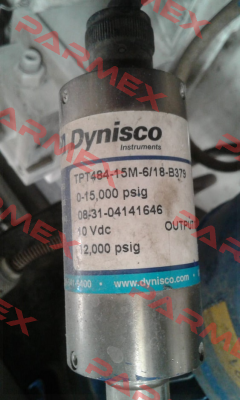 Dynisco
Instruments
TPT484-15M-6/18-B379
0-15,000 psig
08/31-04141646
10 Vdc OUTPUT
12,000 psig
www.dynisco.com
PARMEX
PARMEX
PARMEX